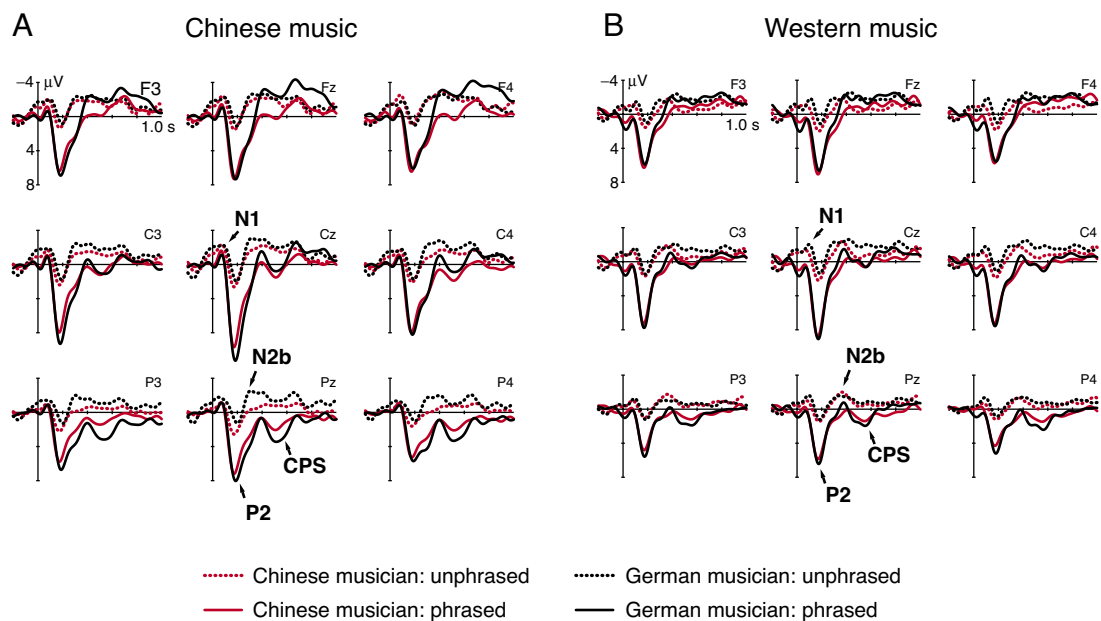 A Chinese music B Western music
−4 μV F3 Fz F4 −4 μV F3 Fz F4
1.0 s 1.0 s
4 4
8 8
N1 N1
C3 Cz C4 C3 Cz C4
N2b N2b
P3 Pz P4 P3 Pz P4
CPS CPS
P2 P2
Chinese musician: unphrased German musician: unphrased
Chinese musician: phrased German musician: phrased